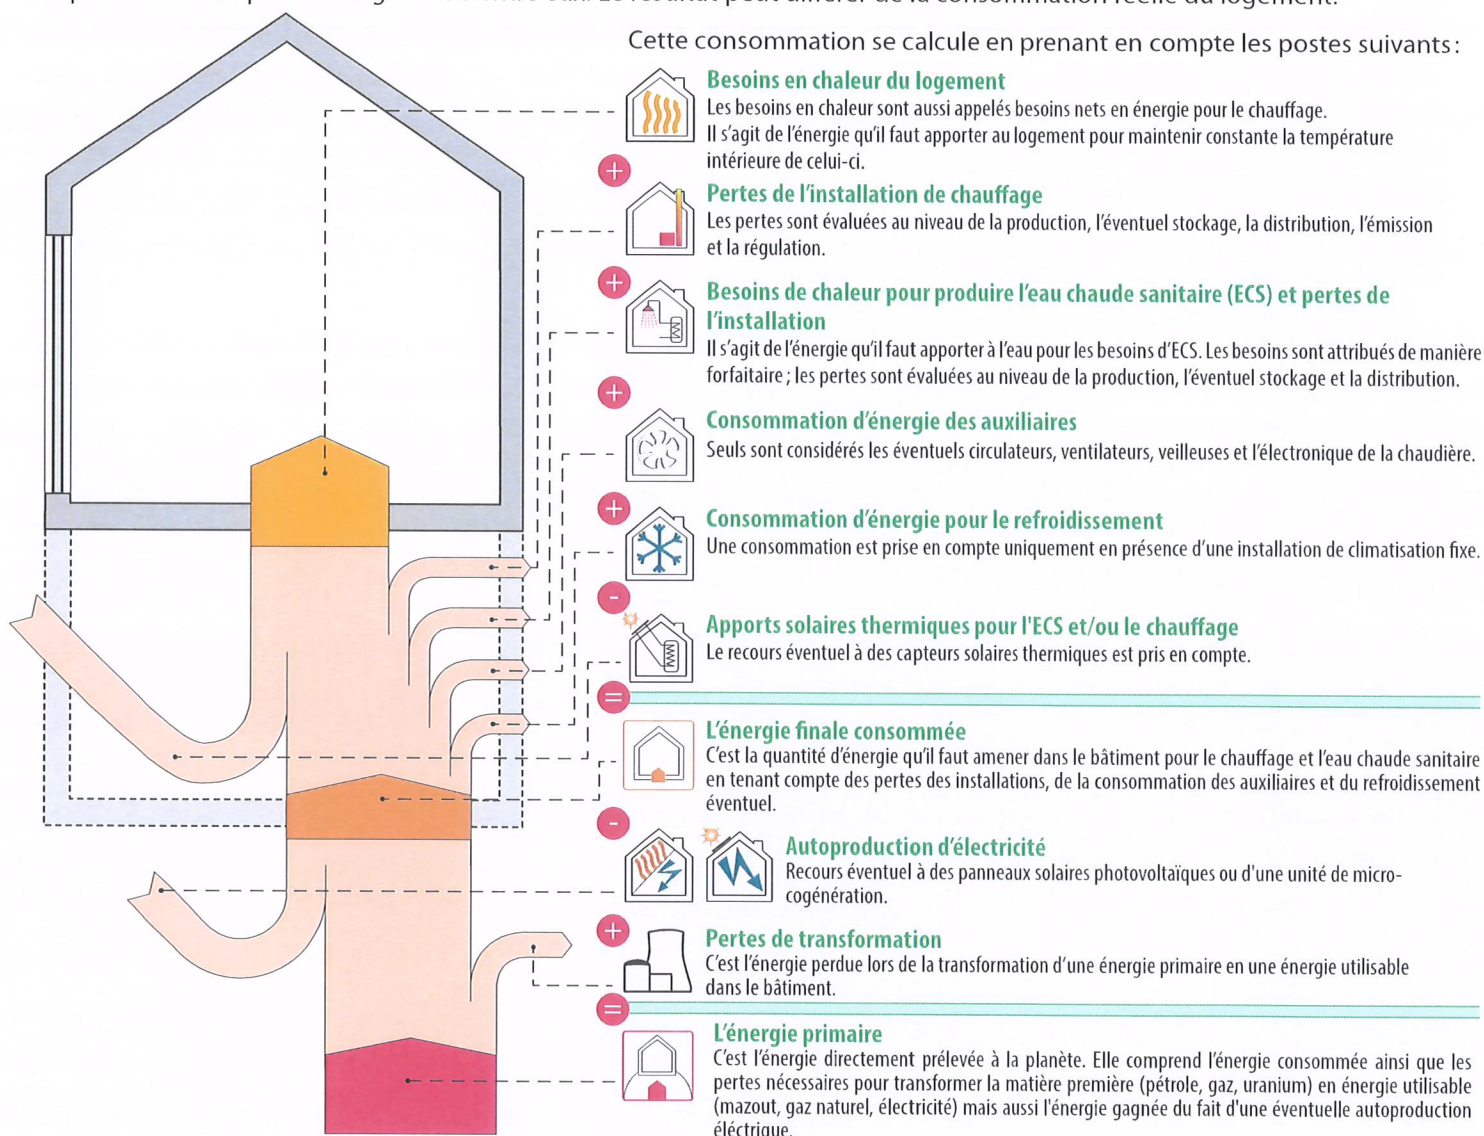 Le résultat peut différer de la consommation réelle du logement.
Cette consommation se calcule en prenant en compte les postes suivants :
Besoins en chaleur du logement
Les besoins en chaleur sont aussi appelés besoins nets en énergie pour le chauffage.
Il s'agit de l'énergie qu'il faut apporter au logement pour maintenir constante la température
intérieure de celui-ci.
+
Pertes de l'installation de chauffage
Les pertes sont évaluées au niveau de la production, l'éventuel stockage, la distribution, l'émission
et la régulation.
+
Besoins de chaleur pour produire l'eau chaude sanitaire (ECS) et pertes de
l'installation
Il s'agit de l'énergie qu'il faut apporter à l'eau pour les besoins d'ECS. Les besoins sont attribués de manière
forfaitaire ; les pertes sont évaluées au niveau de la production, l'éventuel stockage et la distribution.
+
Consommation d'énergie des auxiliaires
Seuls sont considérés les éventuels circulateurs, ventilateurs, veilleuses et l'électronique de la chaudière.
+
Consommation d'énergie pour le refroidissement
Une consommation est prise en compte uniquement en présence d'une installation de climatisation fixe.
-
Apports solaires thermiques pour l'ECS et/ou le chauffage
Le recours éventuel à des capteurs solaires thermiques est pris en compte.
=
L'énergie finale consommée
C'est la quantité d'énergie qu'il faut amener dans le bâtiment pour le chauffage et l'eau chaude sanitaire
en tenant compte des pertes des installations, de la consommation des auxiliaires et du refroidissement
éventuel.
-
Autoproduction d'électricité
Recours éventuel à des panneaux solaires photovoltaïques ou d'une unité de micro-
cogénération.
+
Pertes de transformation
C'est l'énergie perdue lors de la transformation d'une énergie primaire en une énergie utilisable
dans le bâtiment.
=
L'énergie primaire
C'est l'énergie directement prélevée à la planète. Elle comprend l'énergie consommée ainsi que les
pertes nécessaires pour transformer la matière première (pétrole, gaz, uranium) en énergie utilisable
(mazout, gaz naturel, électricité) mais aussi l'énergie gagnée du fait d'une éventuelle autoproduction
éléctrique.